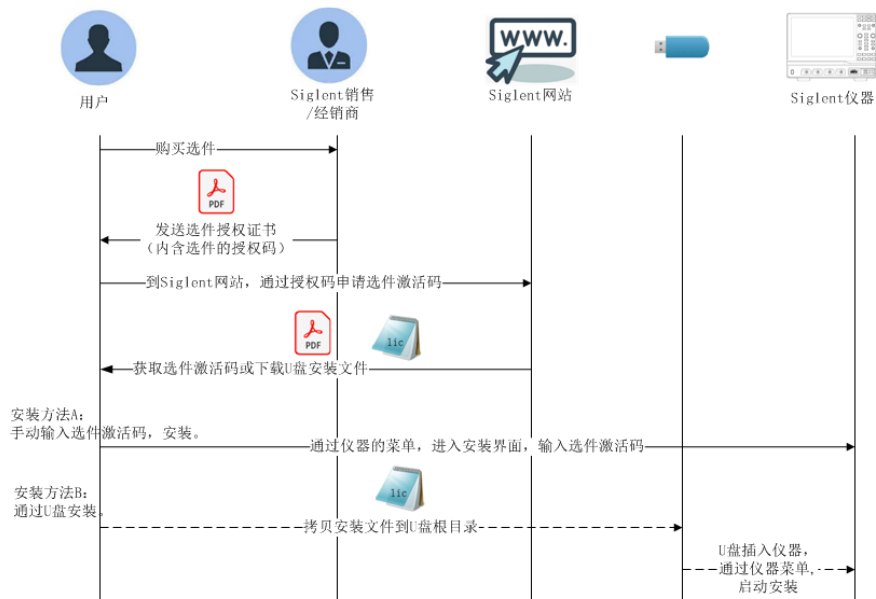 WWW.
用户
Siglent销售
/经销商
Siglent网站
Siglent仪器
购买选件
PDF
发送选件授权证书
（内含选件的授权码）
到Siglent网站，通过授权码申请选件激活码
PDF
lic
获取选件激活码或下载U盘安装文件
安装方法A：
手动输入选件激活码，安装。
通过仪器的菜单，进入安装界面，输入选件激活码
安装方法B：
通过U盘安装。
lic
拷贝安装文件到U盘根目录
U盘插入仪器，
通过仪器菜单，
启动安装